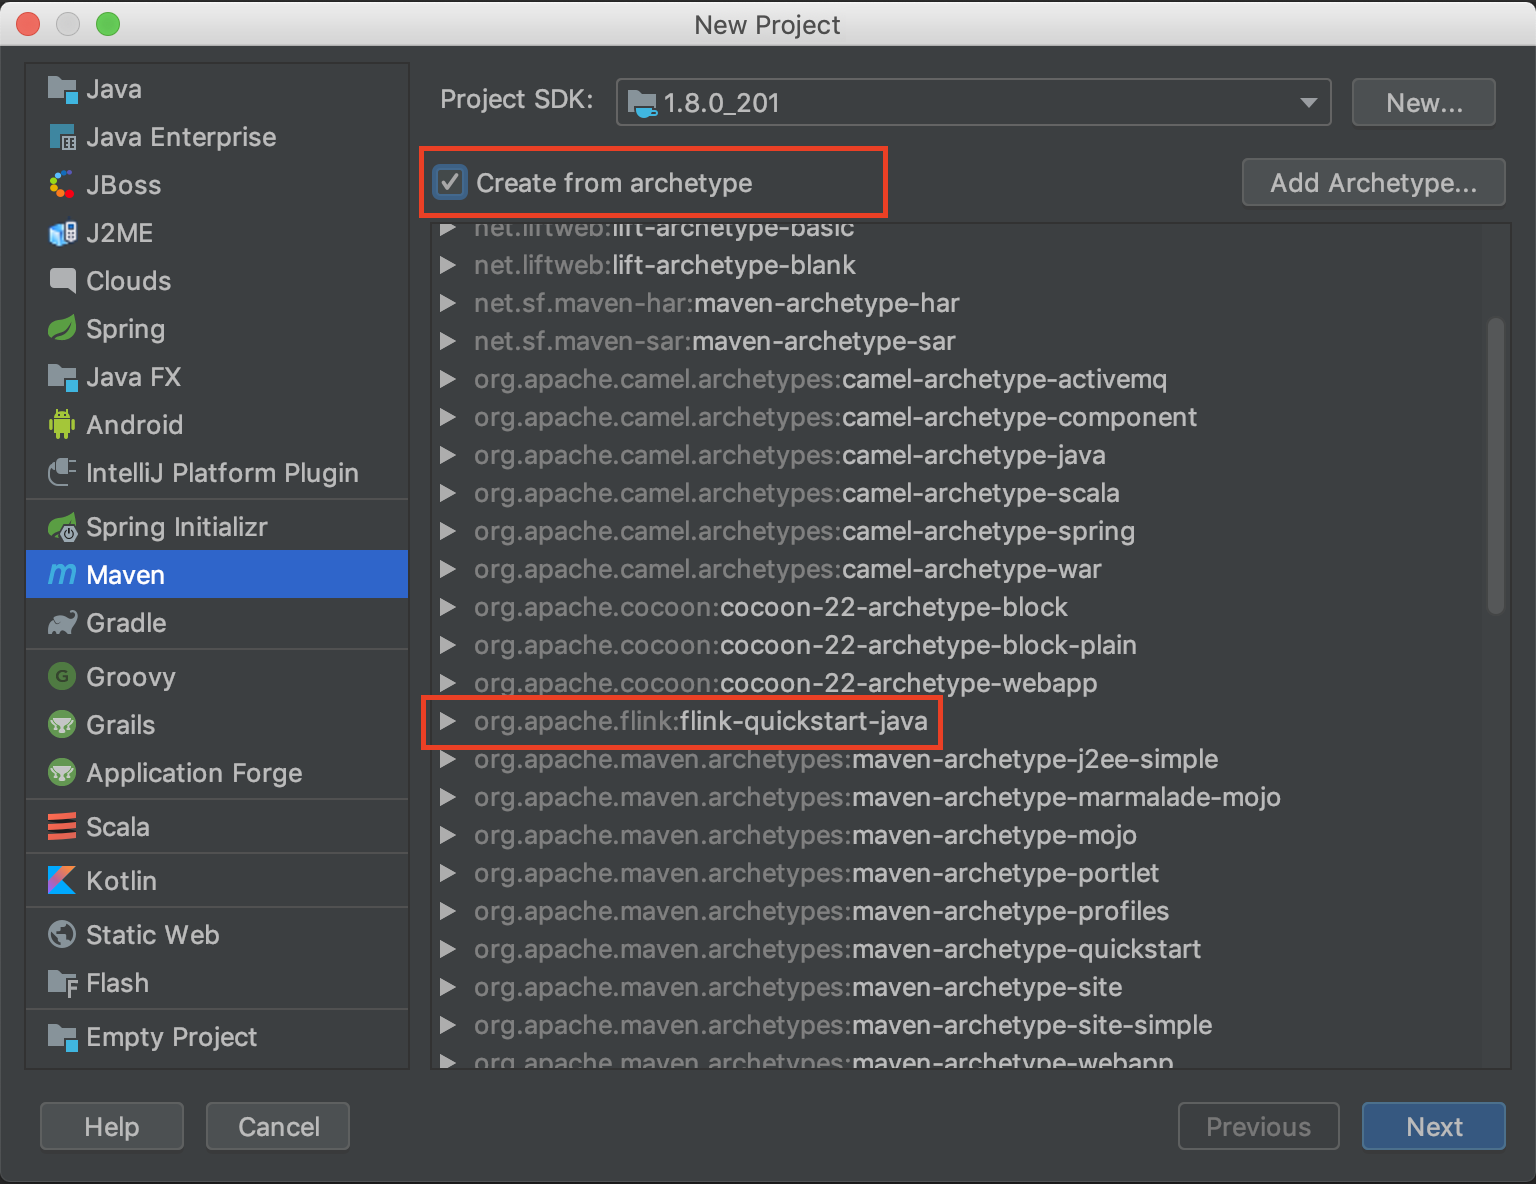 New Project
Java
Java Enterprise
JBoss
J2ME
Clouds
Spring
Java FX
Android
IntelliJ Platform Plugin
Spring Initializr
Maven
Gradle
Groovy
Grails
Application Forge
Scala
Kotlin
Static Web
Flash
Empty Project
Project SDK: 1.8.0_201 New...
Create from archetype Add Archetype...
net.liftweb:lift-archetype-basic
net.liftweb:lift-archetype-blank
net.sf.maven-har:maven-archetype-har
net.sf.maven-sar:maven-archetype-sar
org.apache.camel.archetypes:camel-archetype-activemq
org.apache.camel.archetypes:camel-archetype-component
org.apache.camel.archetypes:camel-archetype-java
org.apache.camel.archetypes:camel-archetype-scala
org.apache.camel.archetypes:camel-archetype-spring
org.apache.camel.archetypes:camel-archetype-war
org.apache.cocoon:cocoon-22-archetype-block
org.apache.cocoon:cocoon-22-archetype-block-plain
org.apache.cocoon:cocoon-22-archetype-webapp
org.apache.flink:flink-quickstart-java
org.apache.maven.archetypes:maven-archetype-j2ee-simple
org.apache.maven.archetypes:maven-archetype-marmalade-mojo
org.apache.maven.archetypes:maven-archetype-mojo
org.apache.maven.archetypes:maven-archetype-portlet
org.apache.maven.archetypes:maven-archetype-profiles
org.apache.maven.archetypes:maven-archetype-quickstart
org.apache.maven.archetypes:maven-archetype-site
org.apache.maven.archetypes:maven-archetype-site-simple
org.apache.maven.archetypes:maven-archetype-webapp
Help Cancel Previous Next